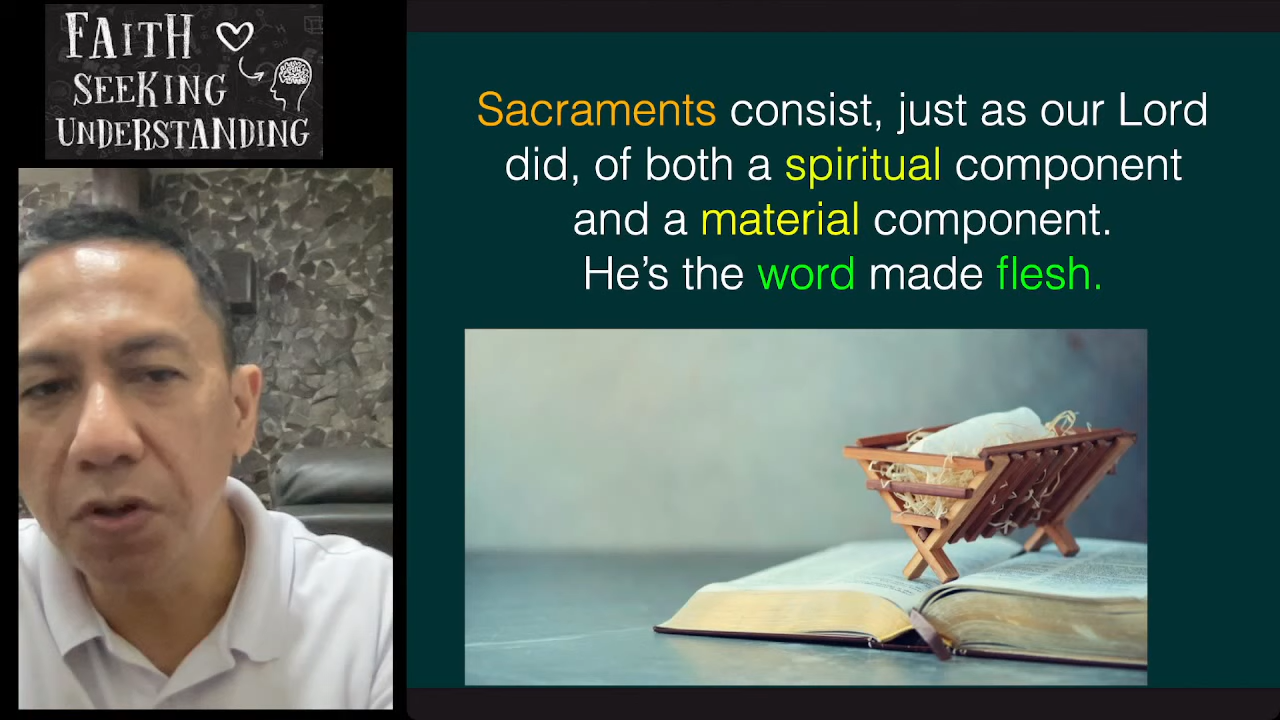 FAITH
SEEKING
UNDERSTANDING
Sacraments consist, just as our Lord
did, of both a spiritual component
and a material component.
He’s the word made flesh.